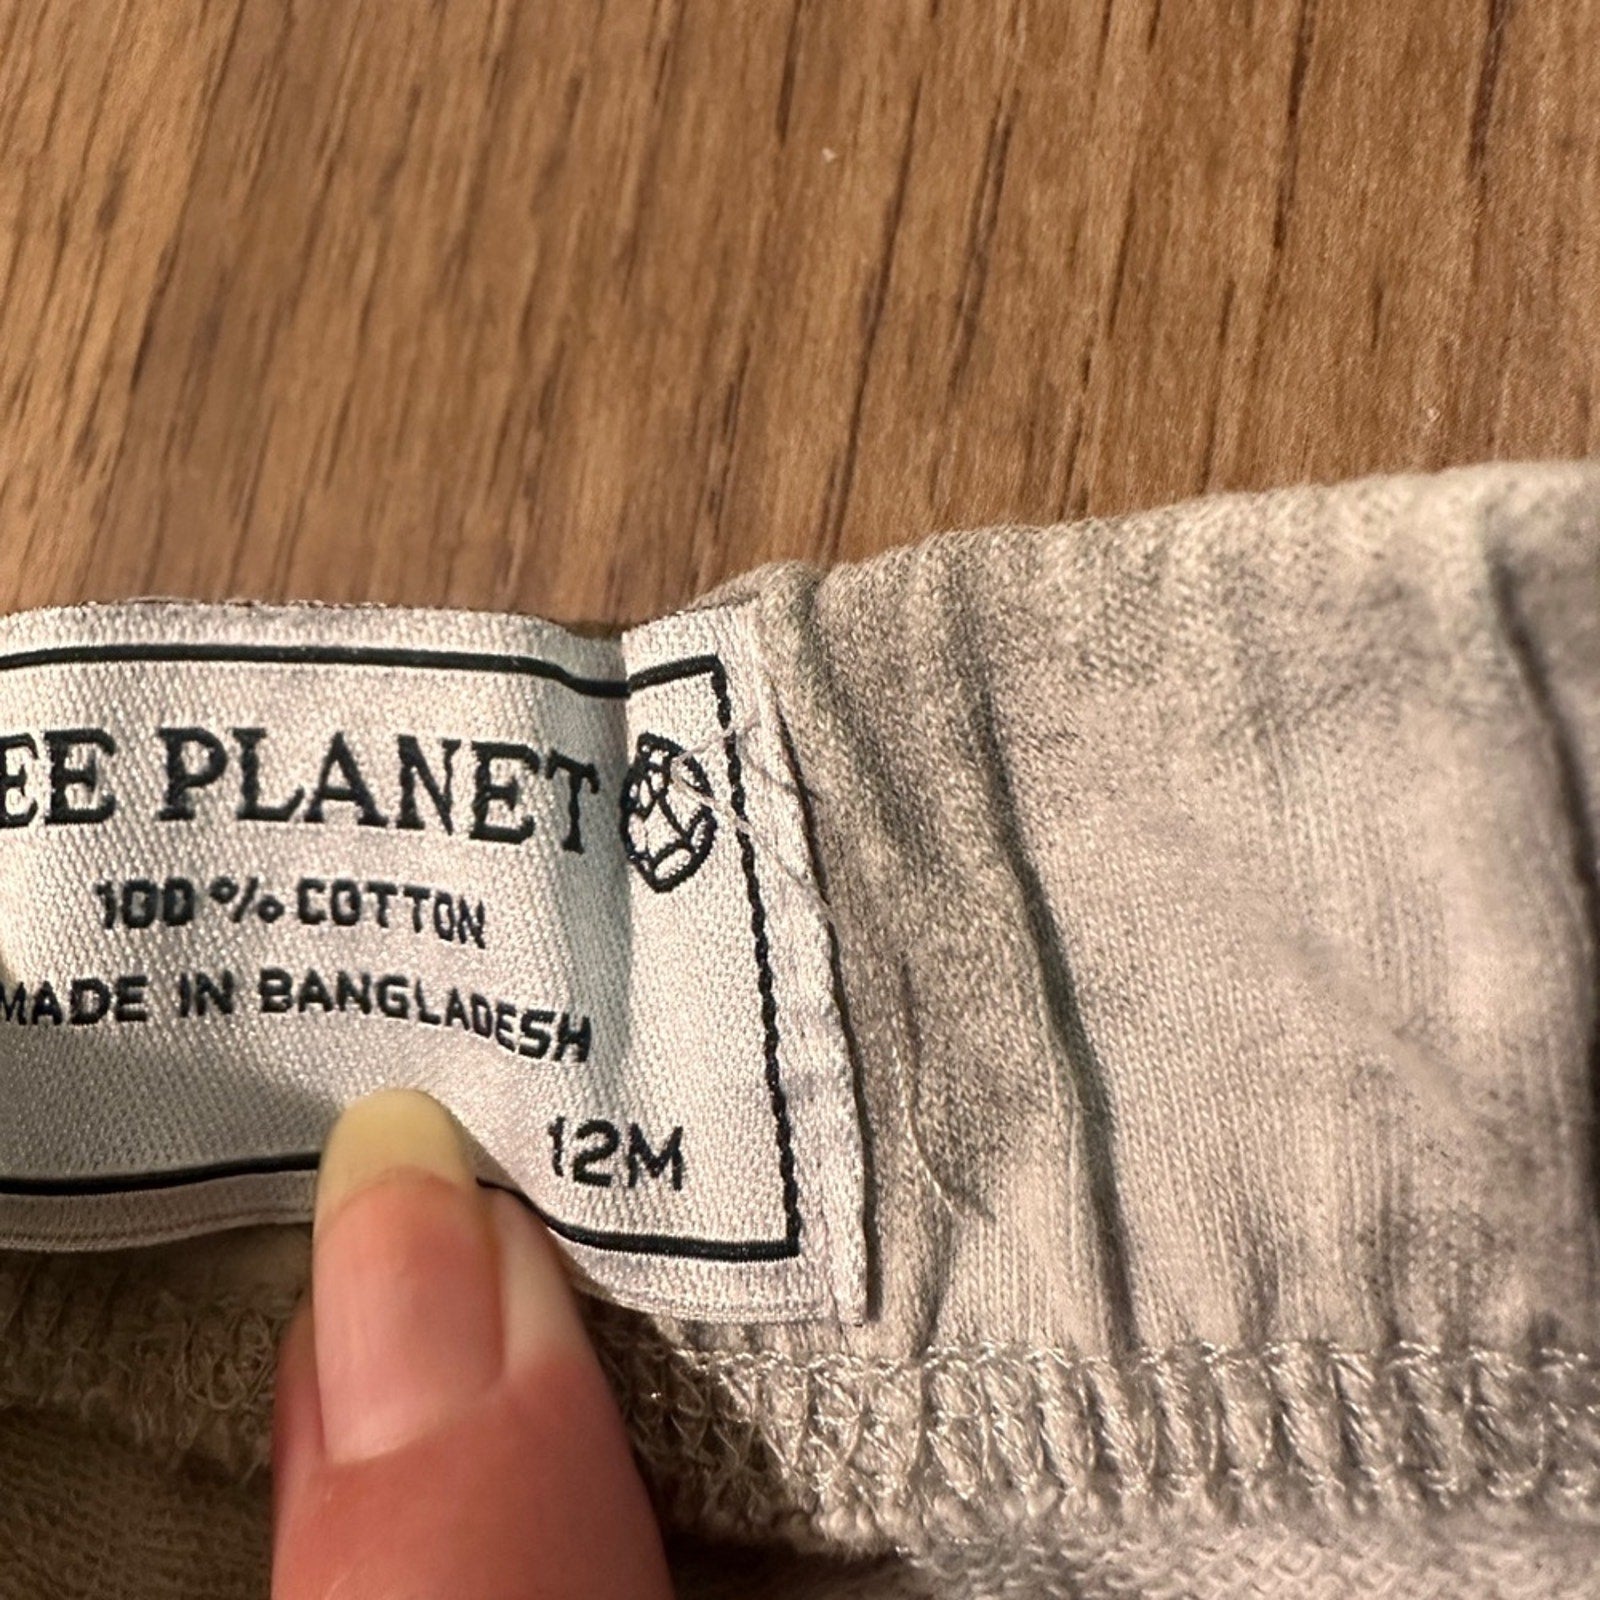 EE PLANET
100% COTTON
MADE IN BANGLADESH
12M